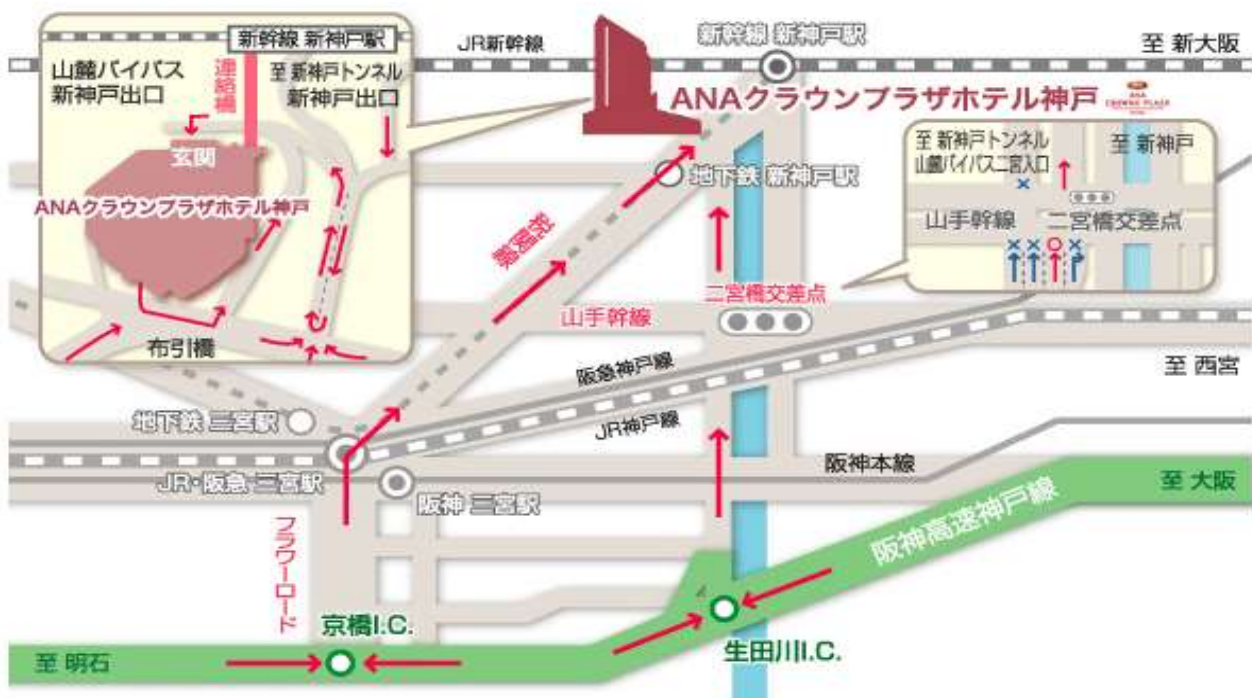 新幹線 新神戸駅
山麓バイパス
新神戸出口
連絡橋
至 新神戸トンネル
新神戸出口
玄関
ANAクラウンプラザホテル神戸
布引橋
JR新幹線
新幹線 新神戸駅
至 新大阪
ANAクラウンプラザホテル神戸
ANA
CROWNE PLAZA
至 新神戸トンネル
山麓バイパス二宮入口
至 新神戸
山手幹線
二宮橋交差点
地下鉄 新神戸駅
税関線
二宮橋交差点
山手幹線
阪急神戸線
至 西宮
地下鉄 三宮駅
JR神戸線
JR・阪急 三宮駅
阪神 三宮駅
阪神本線
至 大阪
阪神高速神戸線
フラワーロード
京橋I.C.
生田川I.C.
至 明石